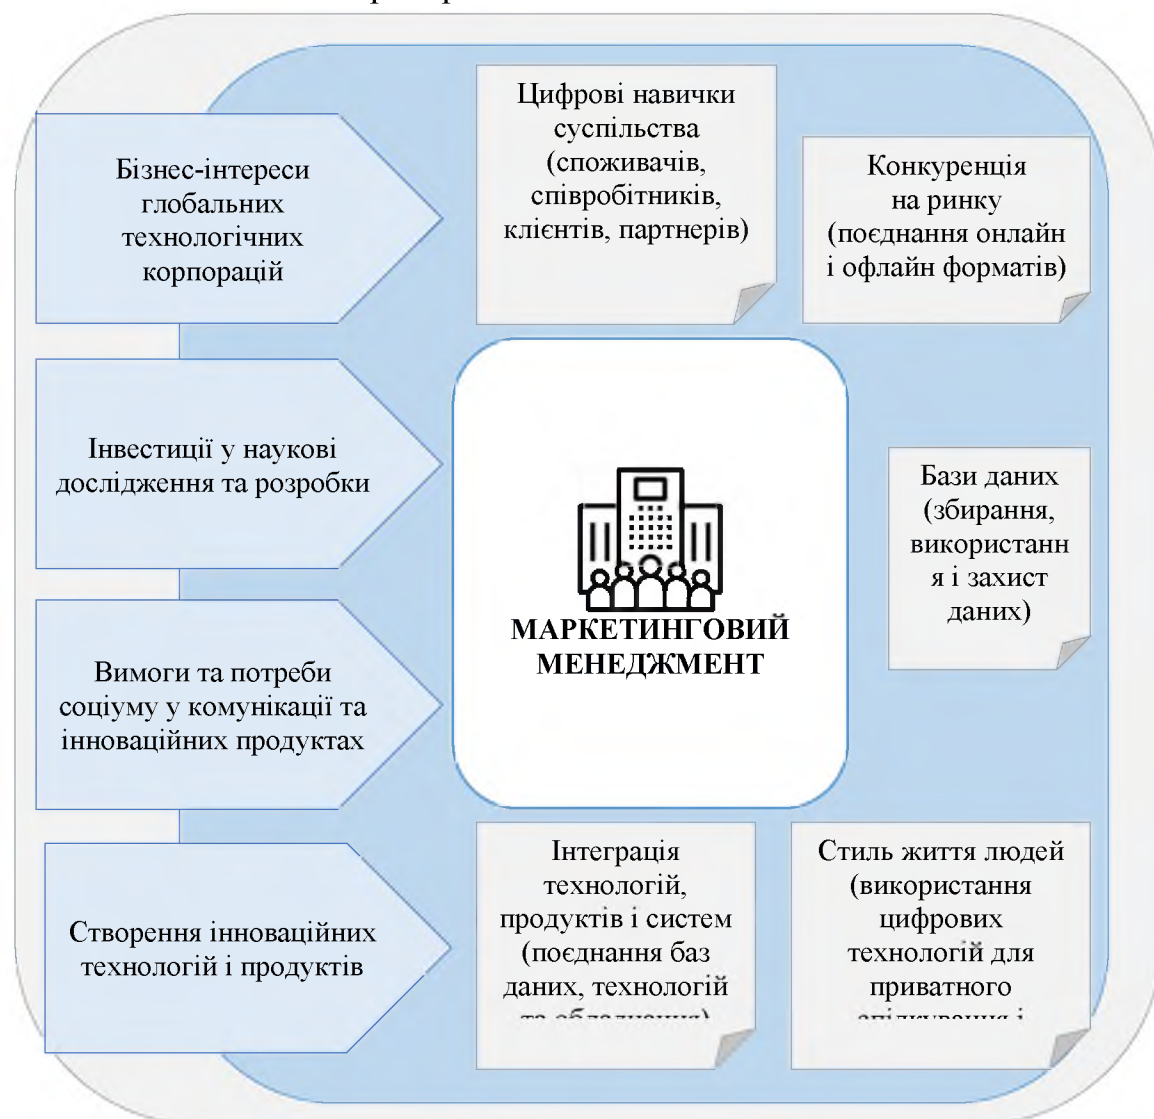 Бізнес-інтереси
глобальних
технологічних
корпорацій
Інвестиції у наукові
дослідження та розробки
Вимоги та потреби
соціуму у комунікації та
інноваційних продуктах
Створення інноваційних
технологій і продуктів
Цифрові навички
суспільства
(споживачів,
співробітників,
клієнтів, партнерів)
Конкуренція
на ринку
(поєднання онлайн
і офлайн форматів)
МАРКЕТИНГОВИЙ
МЕНЕДЖМЕНТ
Бази даних
(збирання,
використанн
я і захист
даних)
Інтеграція
технологій,
продуктів і систем
(поєднання баз
даних, технологій
та обладнання)
Стиль життя людей
(використання
цифрових
технологій для
приватного
спілкування і